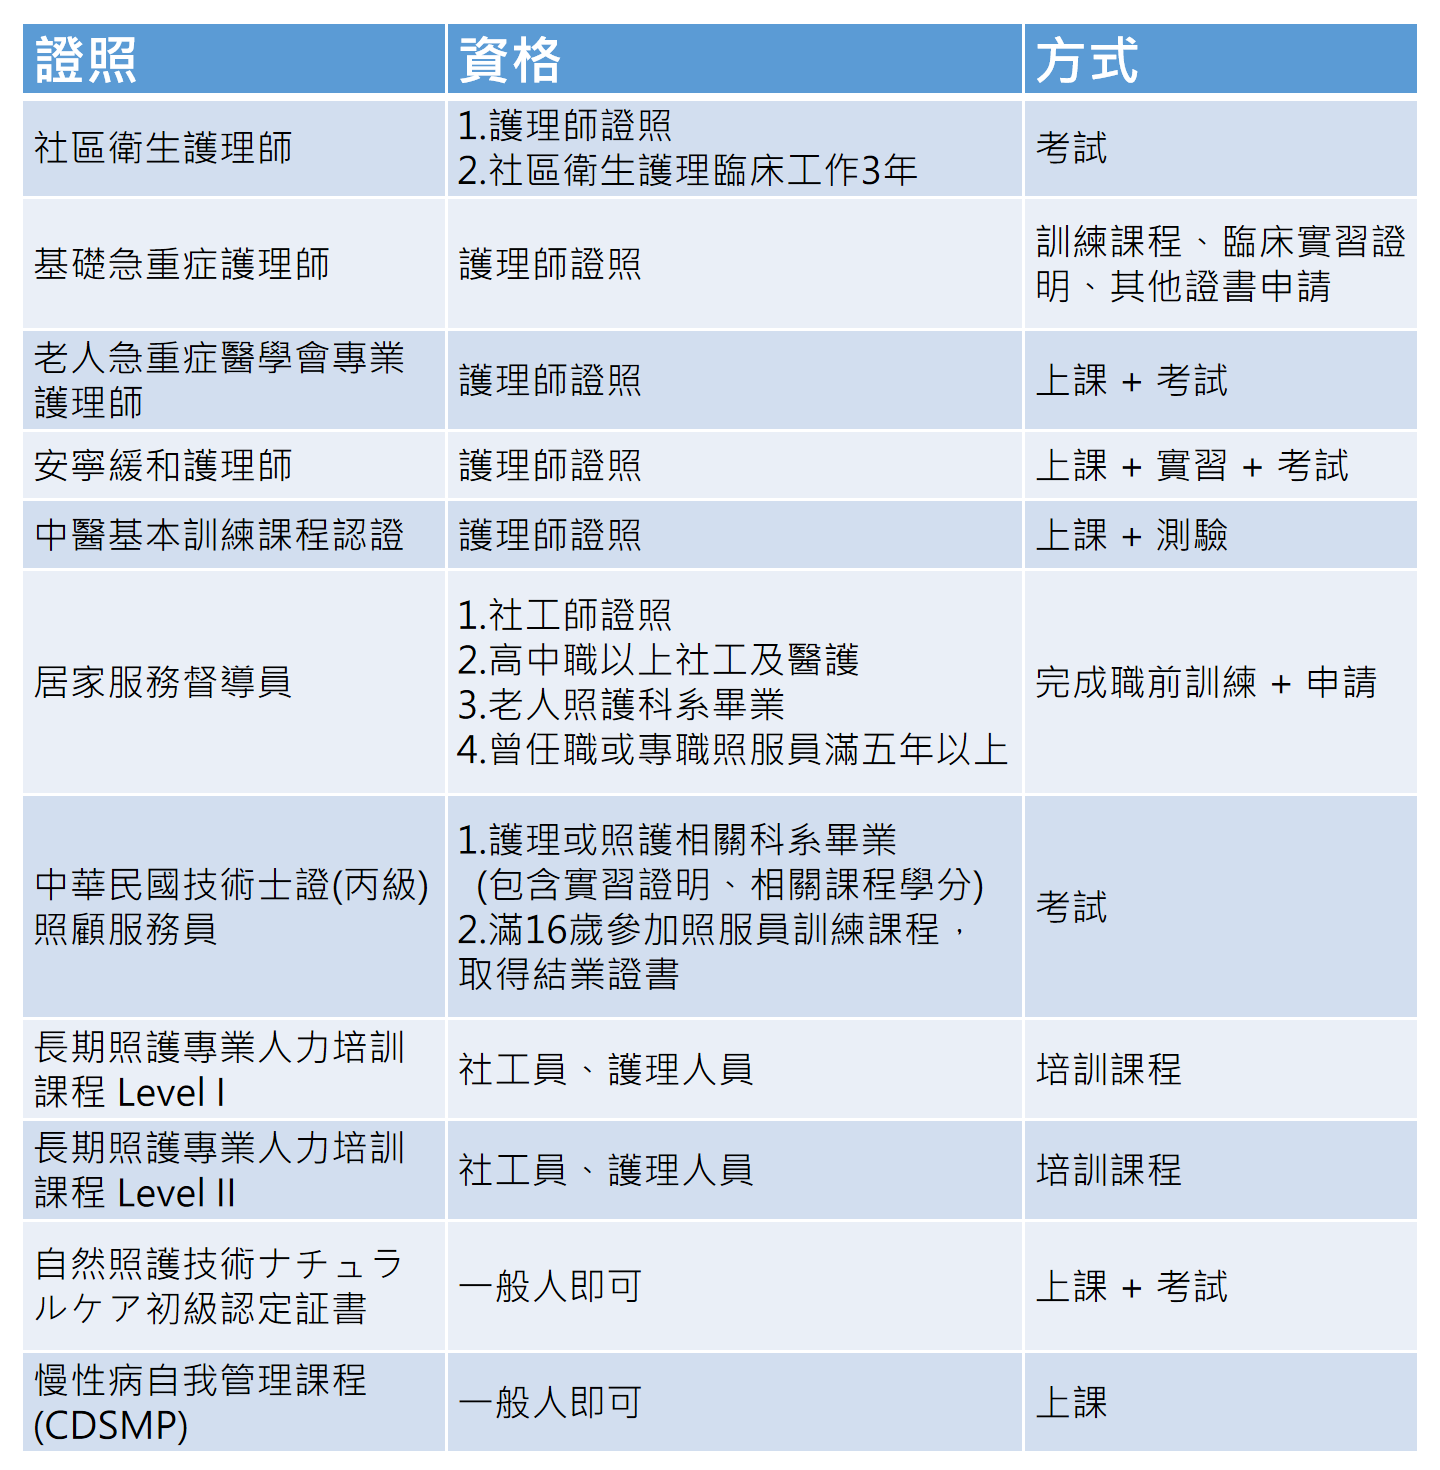 證照
資格
方式
社區衛生護理師
1.護理師證照
2.社區衛生護理臨床工作3年
考試
基礎急重症護理師
護理師證照
訓練課程、臨床實習證
明、其他證書申請
老人急重症醫學會專業
護理師
護理師證照
上課 + 考試
安寧緩和護理師
護理師證照
上課 + 實習 + 考試
中醫基本訓練課程認證
護理師證照
上課 + 測驗
居家服務督導員
1.社工師證照
2.高中職以上社工及醫護
3.老人照護科系畢業
4.曾任職或專職照服員滿五年以上
完成職前訓練 + 申請
中華民國技術士證(丙級)
照顧服務員
1.護理或照護相關科系畢業
(包含實習證明、相關課程學分)
2.滿16歲參加照服員訓練課程，
取得結業證書
考試
長期照護專業人力培訓
課程 Level I
社工員、護理人員
培訓課程
長期照護專業人力培訓
課程 Level II
社工員、護理人員
培訓課程
自然照護技術ナチュラ
ルケア初級認定証書
一般人即可
上課 + 考試
慢性病自我管理課程
(CDSMP)
一般人即可
上課